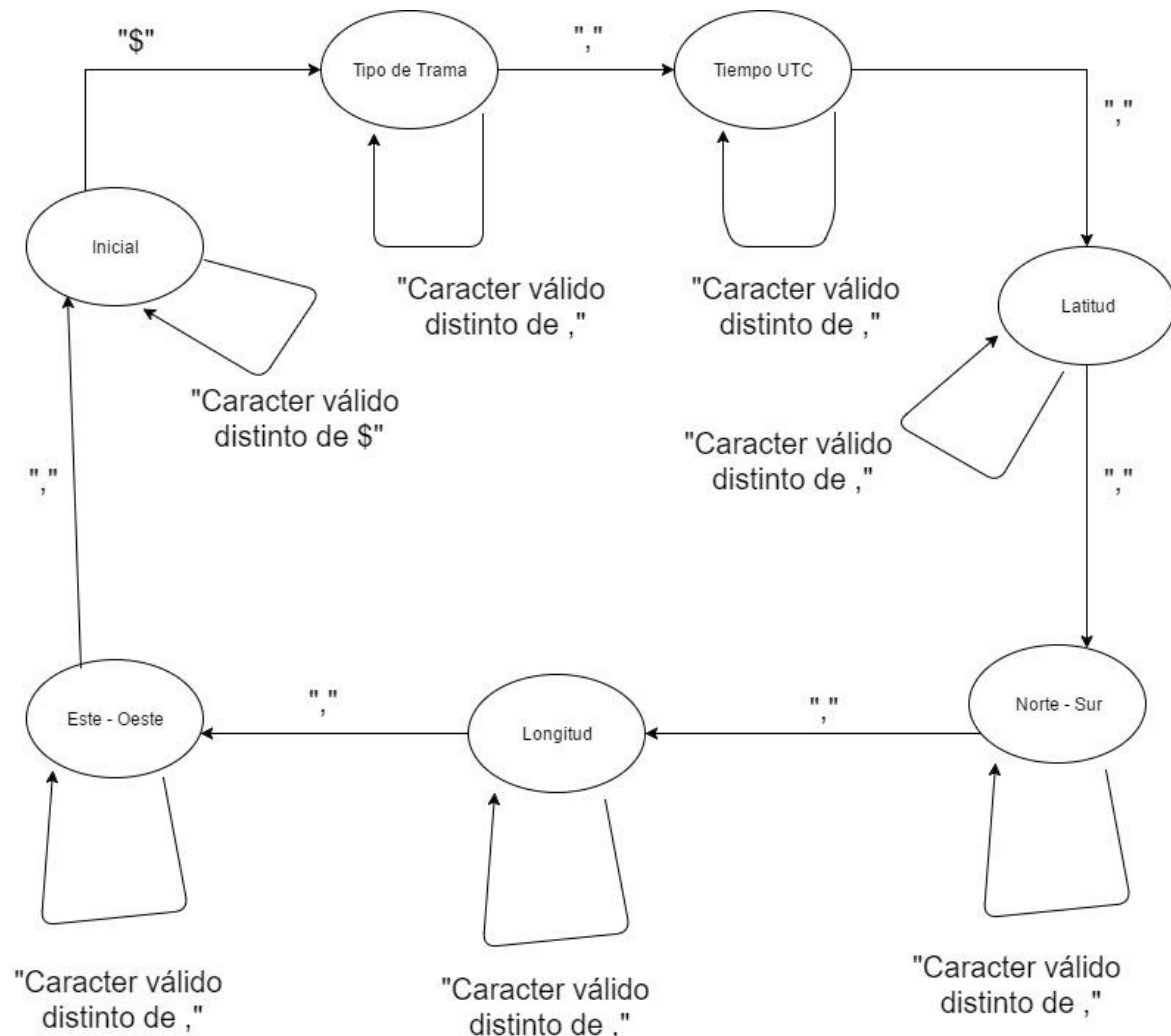 "$"
Tipo de Trama
","
Tiempo UTC
","
Inicial
"Caracter válido
distinto de ,"
"Caracter válido
distinto de ,"
Latitud
"Caracter válido
distinto de $"
"Caracter válido
distinto de ,"
","
","
Este - Oeste
","
Longitud
","
Norte - Sur
"Caracter válido
distinto de ,"
"Caracter válido
distinto de ,"
"Caracter válido
distinto de ,"